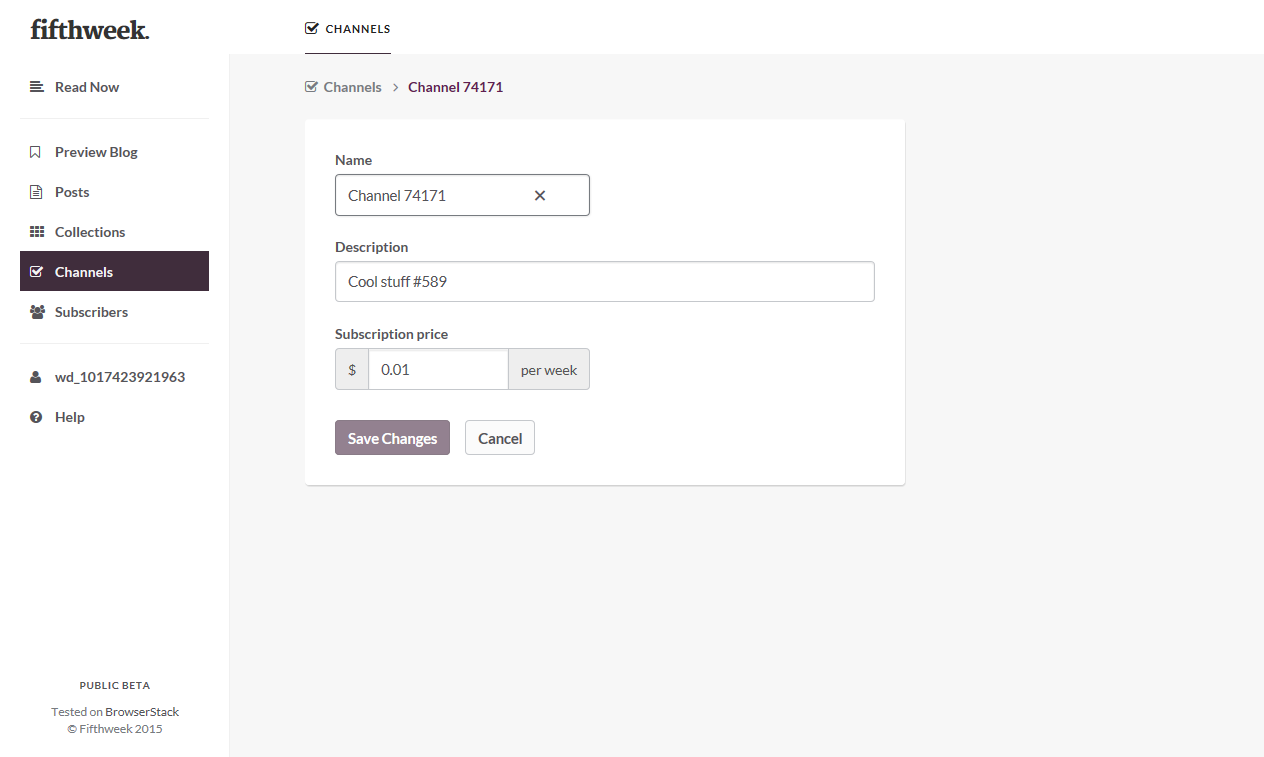 fifthweek.
CHANNELS
Read Now
Preview Blog
Posts
Collections
Channels
Subscribers
wd_1017423921963
Help
PUBLIC BETA
Tested on BrowserStack
© Fifthweek 2015
Channels > Channel 74171
Name
Channel 74171 ×
Description
Cool stuff #589
Subscription price
$ 0.01 per week
Save Changes Cancel